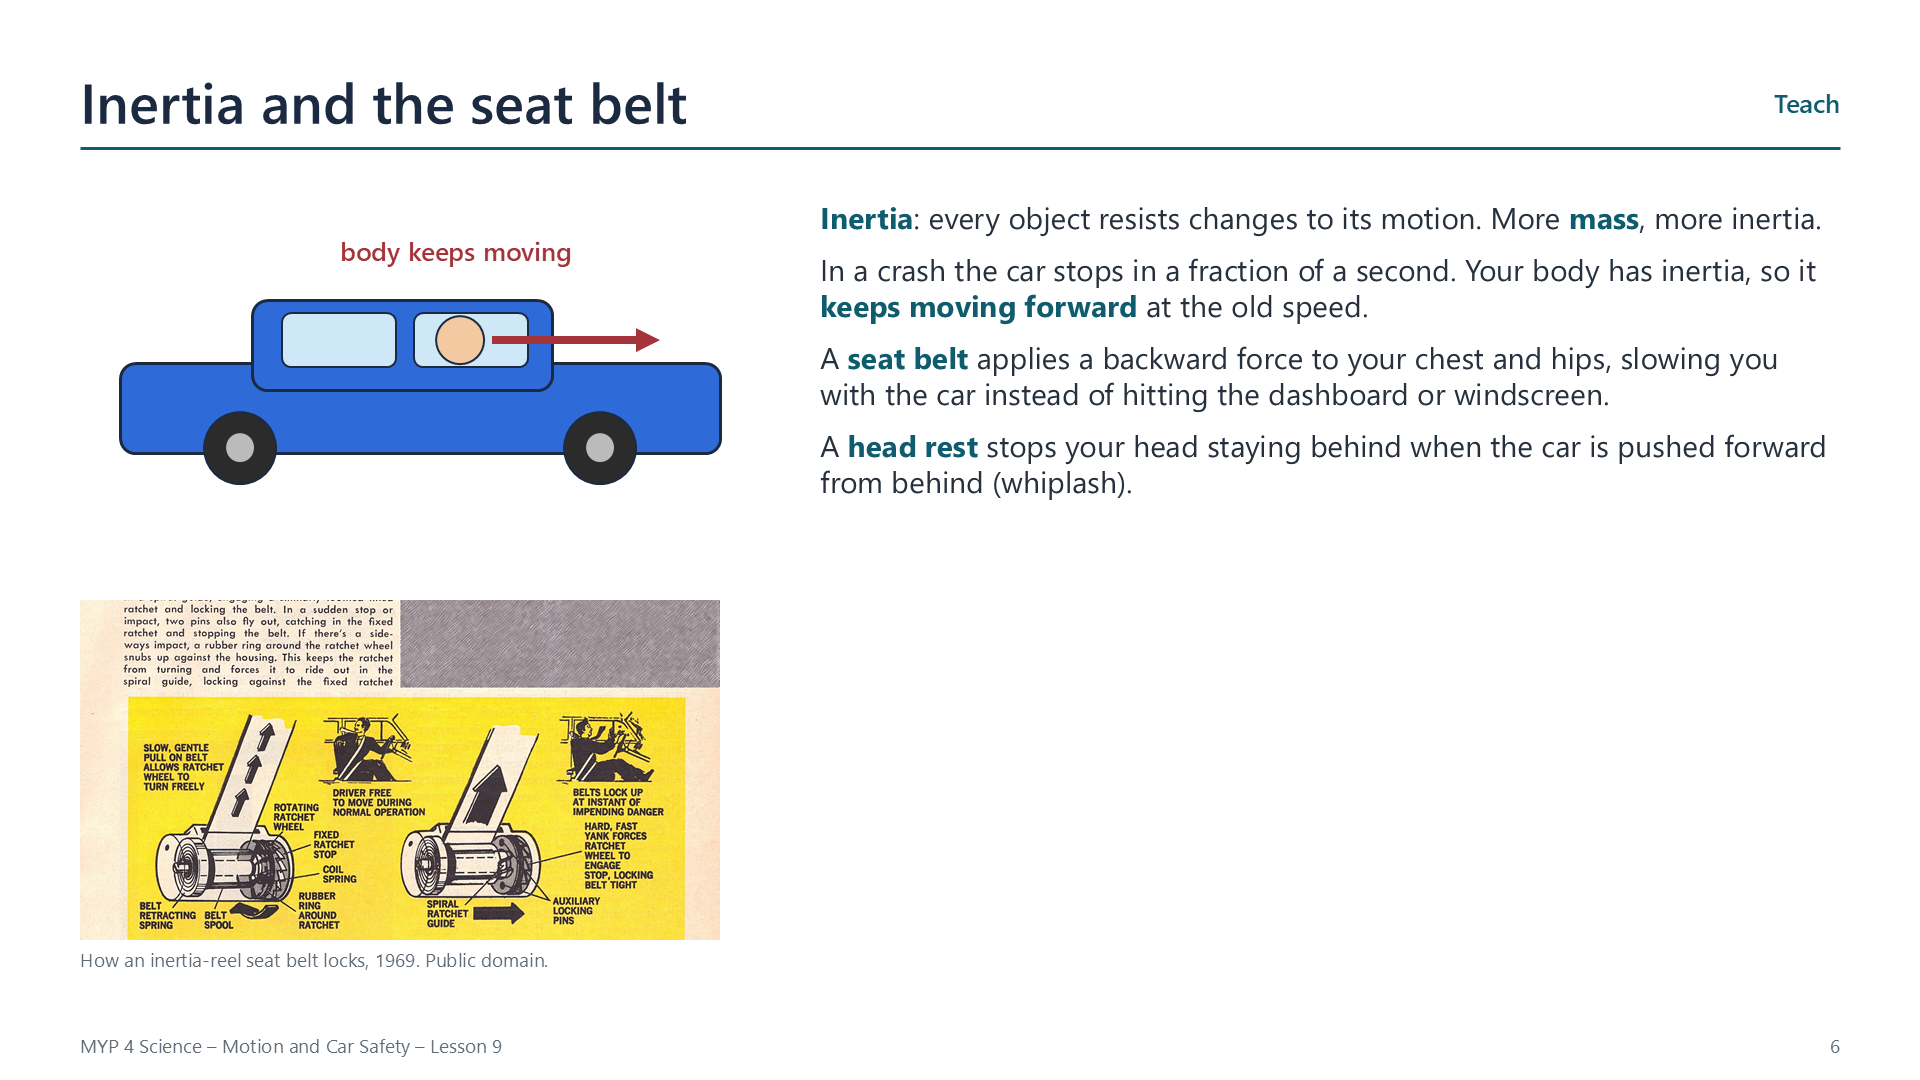 Inertia and the seat belt
Teach
body keeps moving
Inertia: every object resists changes to its motion. More mass, more inertia.
In a crash the car stops in a fraction of a second. Your body has inertia, so it
keeps moving forward at the old speed.
A seat belt applies a backward force to your chest and hips, slowing you
with the car instead of hitting the dashboard or windscreen.
A head rest stops your head staying behind when the car is pushed forward
from behind (whiplash).
ratchet and locking the belt. In a sudden stop or
impact, two pins also fly out, catching in the fixed
ratchet and stopping the belt. If there's a side-
ways impact, a rubber ring around the ratchet wheel
snubs up against the housing. This keeps the ratchet
from turning and forces it to ride out in the
spiral guide, locking against the fixed ratchet
SLOW, GENTLE
PULL ON BELT
ALLOWS RATCHET
WHEEL TO
TURN FREELY
DRIVER FREE
TO MOVE DURING
NORMAL OPERATION
ROTATING
RATCHET
WHEEL
FIXED
RATCHET
STOP
COIL
SPRING
RUBBER
RING
AROUND
RATCHET
BELT
RETRACTING
SPRING
BELT
SPOOL
BELTS LOCK UP
AT INSTANT OF
IMPENDING DANGER
HARD, FAST
YANK FORCES
RATCHET
WHEEL TO
ENGAGE
STOP, LOCKING
BELT TIGHT
SPIRAL
RATCHET
GUIDE
AUXILIARY
LOCKING
PINS
How an inertia-reel seat belt locks, 1969. Public domain.
MYP 4 Science – Motion and Car Safety – Lesson 9
6